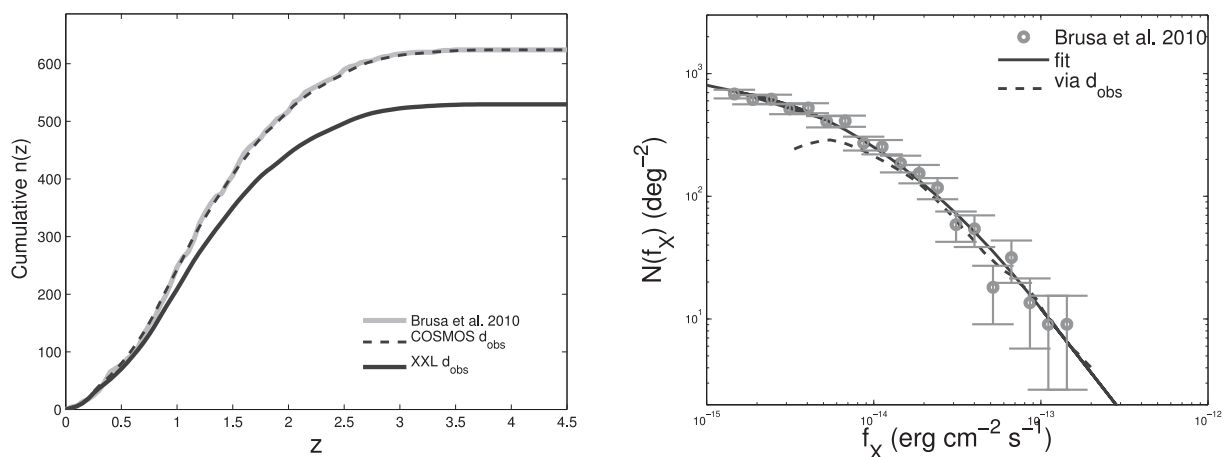 600
500
400
300
200
100
0
Cumulative n(z)
0 0.5 1 1.5 2 2.5 3 3.5 4 4.5
z
Brusa et al. 2010
COSMOS d_obs
XXL d_obs
10^3
10^2
10^1
N(f_X) (deg^−2)
10^−15 10^−14 10^−13 10^−12
f_X (erg cm^−2 s^−1)
Brusa et al. 2010
fit
via d_obs